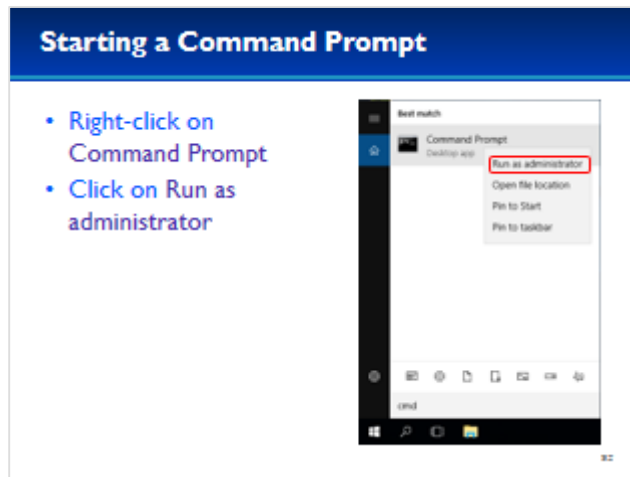 Starting a Command Prompt
• Right-click on
Command Prompt
• Click on Run as
administrator
Best match
Command Prompt
Desktop app
Run as administrator
Open file location
Pin to Start
Pin to taskbar
cmd